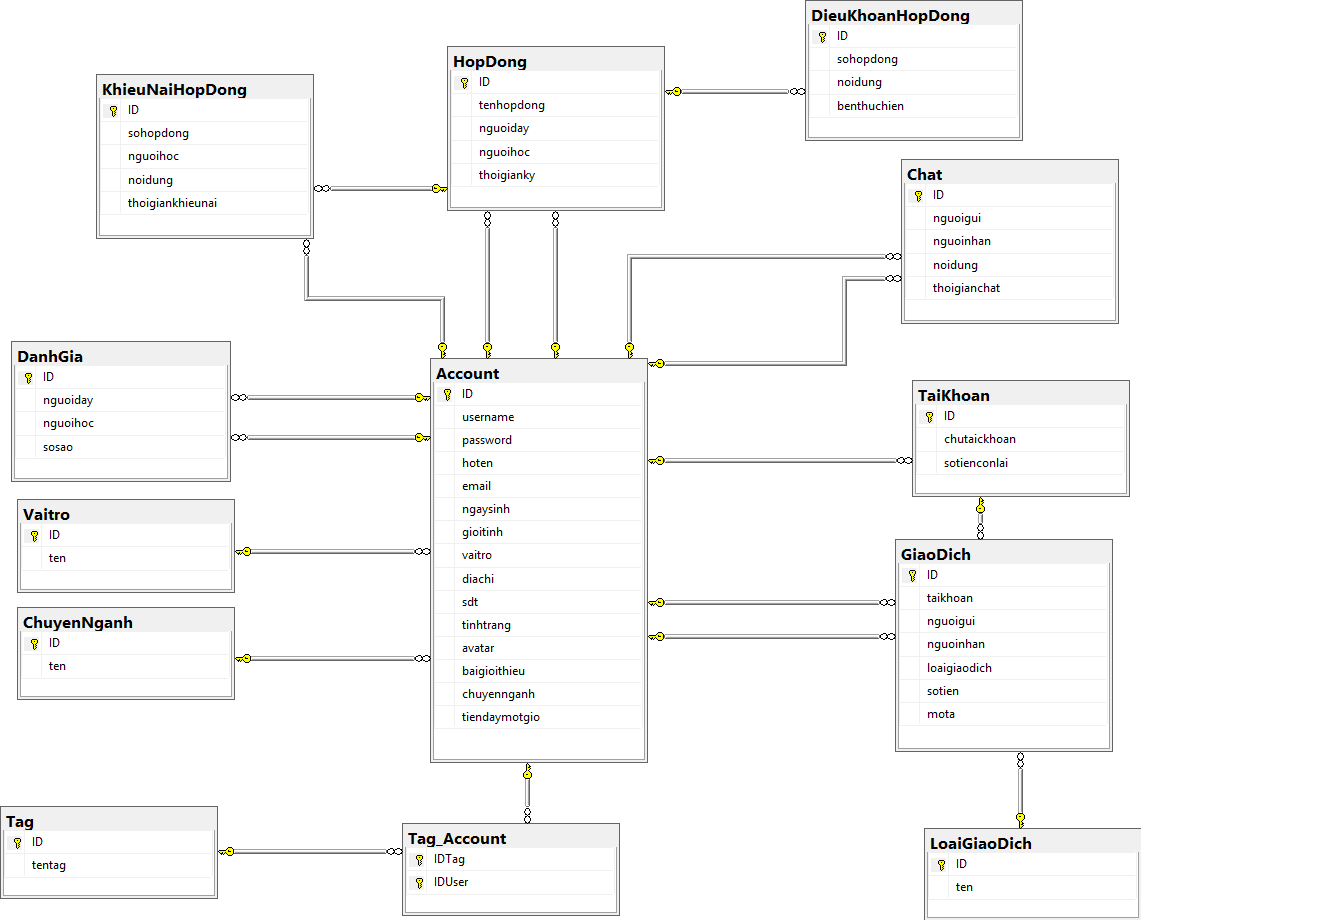 DieuKhoanHopDong
ID
sohopdong
noidung
benthuchien
HopDong
ID
tenhopdong
nguoiday
nguoihoc
thoigianky
KhieuNaiHopDong
ID
sohopdong
nguoihoc
noidung
thoigiankhieunai
Chat
ID
nguoigui
nguoinhan
noidung
thoigianchat
DanhGia
ID
nguoiday
nguoihoc
sosao
Account
ID
username
password
hoten
email
ngaysinh
gioitinh
vaitro
diachi
sdt
tinhtrang
avatar
baigioithieu
chuyennganh
tiendaymotgio
TaiKhoan
ID
chutaickhoan
sotienconlai
Vaitro
ID
ten
GiaoDich
ID
taikhoan
nguoigui
nguoinhan
loaigiaodich
sotien
mota
ChuyenNganh
ID
ten
Tag
ID
tentag
Tag_Account
IDTag
IDUser
LoaiGiaoDich
ID
ten